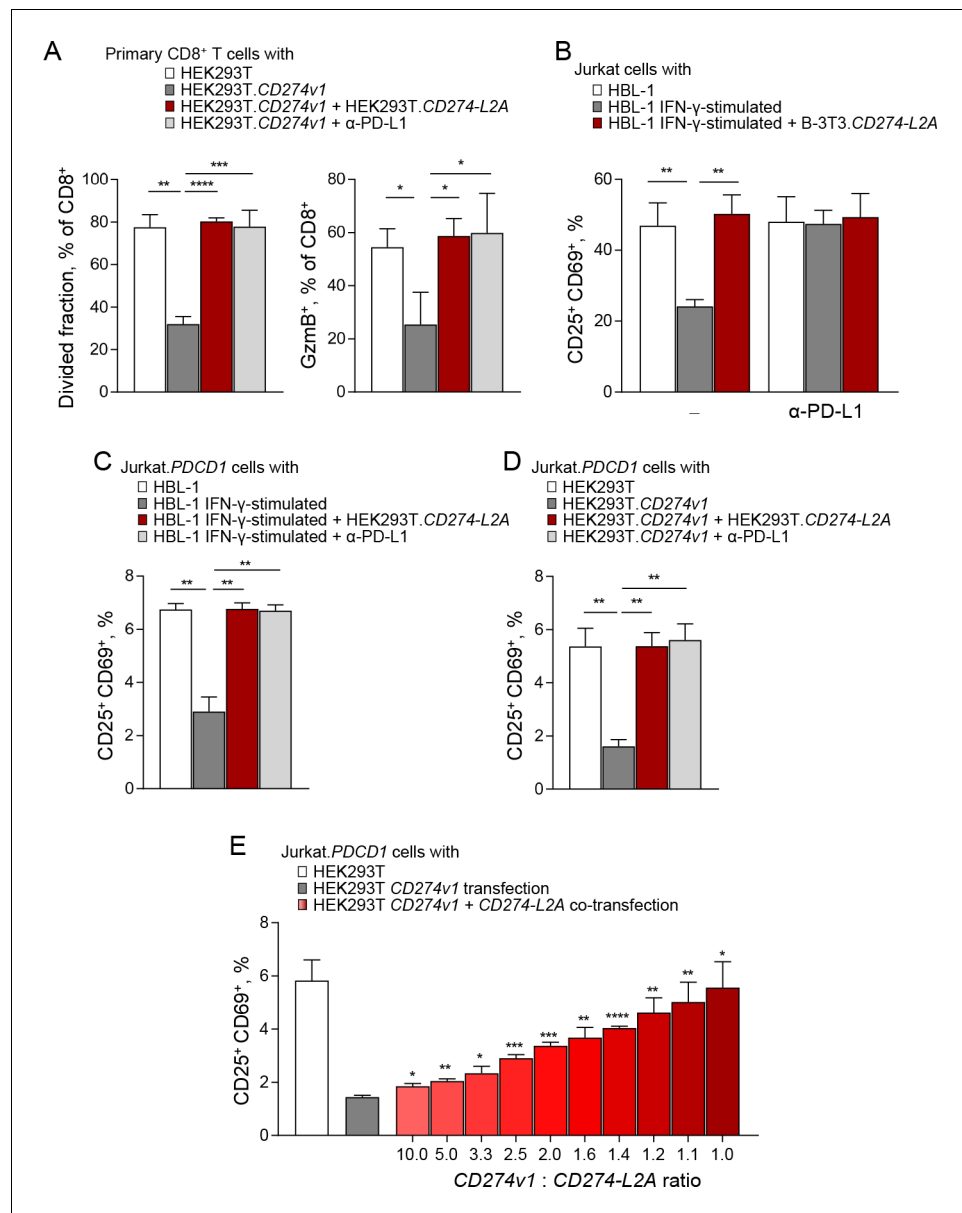 A
Primary CD8⁺ T cells with
HEK293T
HEK293T.CD274v1
HEK293T.CD274v1 + HEK293T.CD274-L2A
HEK293T.CD274v1 + α-PD-L1
Divided fraction, % of CD8⁺
100
80
60
40
20
0
** **** ***
GzmB⁺, % of CD8⁺
80
60
40
20
0
* * *
B
Jurkat cells with
HBL-1
HBL-1 IFN-γ-stimulated
HBL-1 IFN-γ-stimulated + B-3T3.CD274-L2A
CD25⁺ CD69⁺, %
60
40
20
0
** **
– α-PD-L1
C
Jurkat.PDCD1 cells with
HBL-1
HBL-1 IFN-γ-stimulated
HBL-1 IFN-γ-stimulated + HEK293T.CD274-L2A
HBL-1 IFN-γ-stimulated + α-PD-L1
CD25⁺ CD69⁺, %
8
6
4
2
0
** ** **
D
Jurkat.PDCD1 cells with
HEK293T
HEK293T.CD274v1
HEK293T.CD274v1 + HEK293T.CD274-L2A
HEK293T.CD274v1 + α-PD-L1
CD25⁺ CD69⁺, %
8
6
4
2
0
** ** **
E
Jurkat.PDCD1 cells with
HEK293T
HEK293T CD274v1 transfection
HEK293T CD274v1 + CD274-L2A co-transfection
CD25⁺ CD69⁺, %
8
6
4
2
0
* ** * *** *** ** **** ** ** *
10.0 5.0 3.3 2.5 2.0 1.6 1.4 1.2 1.1 1.0
CD274v1 : CD274-L2A ratio